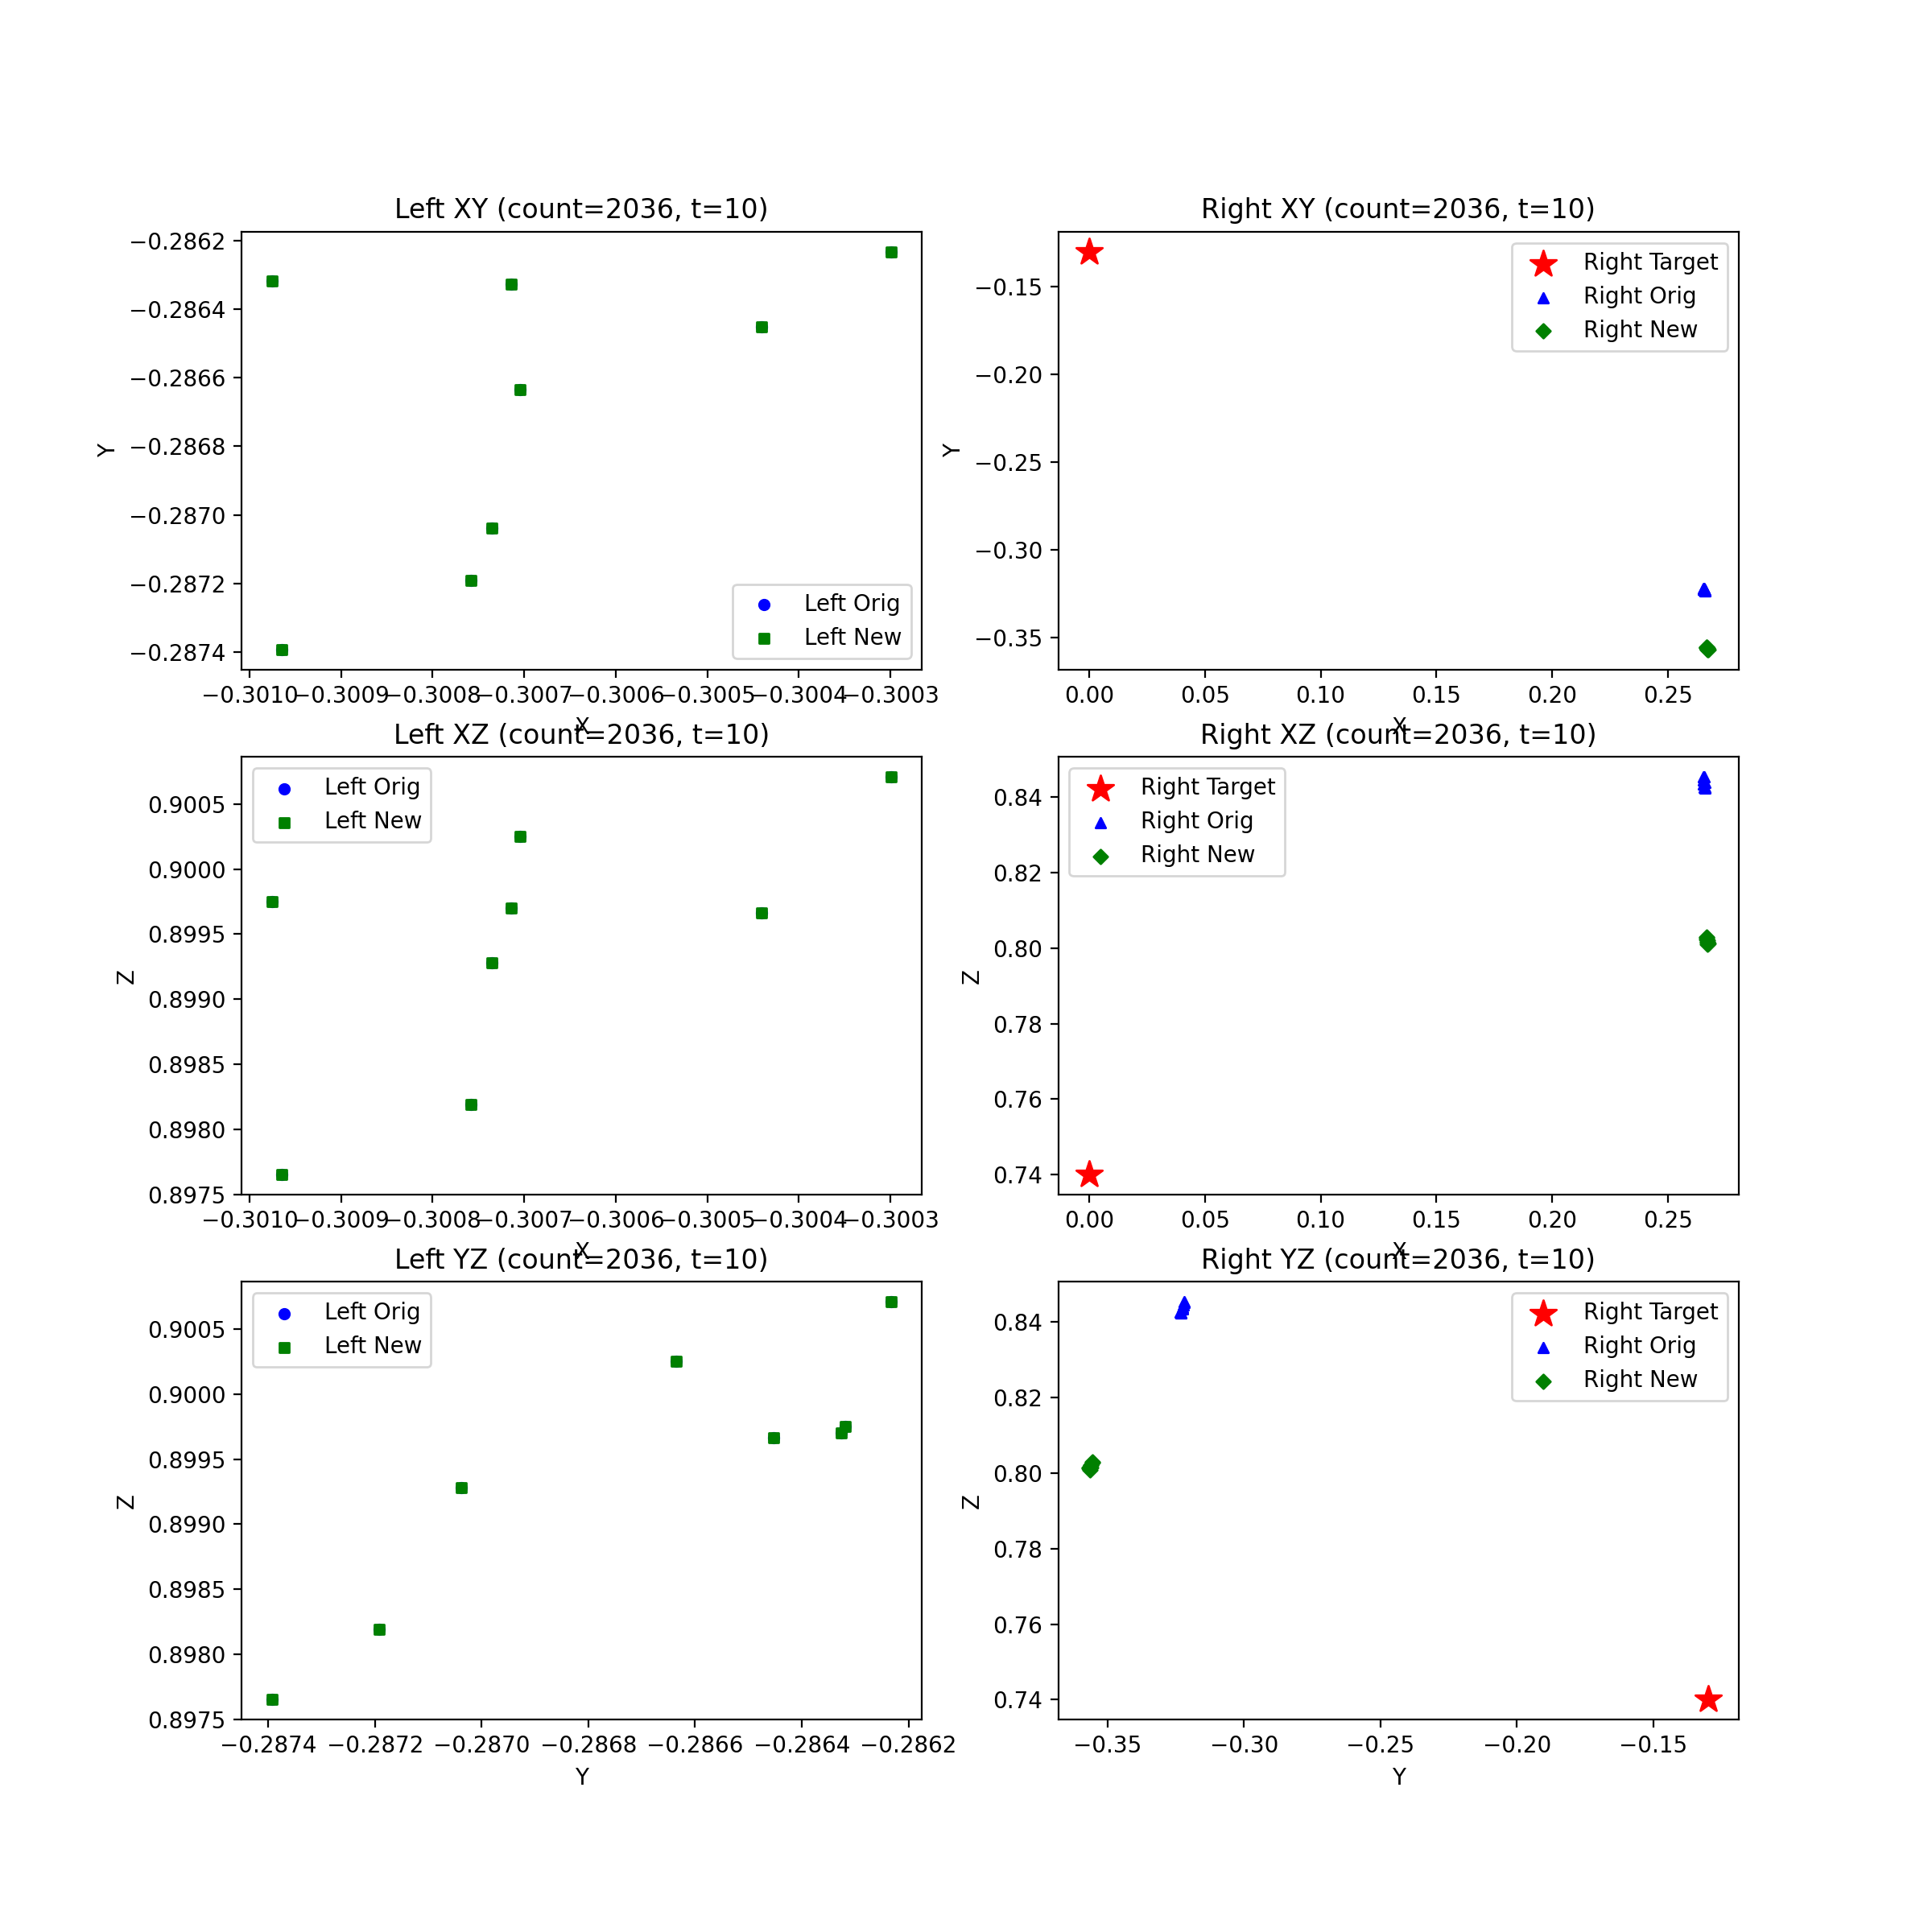 Left XY (count=2036, t=10)
−0.2862
−0.2864
−0.2866
−0.2868
−0.2870
−0.2872
−0.2874
Y
Left Orig
Left New
−0.3010 −0.3009 −0.3008 −0.3007 −0.3006 −0.3005 −0.3004 −0.3003
X
Right XY (count=2036, t=10)
−0.15
−0.20
−0.25
−0.30
−0.35
Y
Right Target
Right Orig
Right New
0.00 0.05 0.10 0.15 0.20 0.25
X
Left XZ (count=2036, t=10)
0.9005
0.9000
0.8995
0.8990
0.8985
0.8980
0.8975
Z
Left Orig
Left New
−0.3010 −0.3009 −0.3008 −0.3007 −0.3006 −0.3005 −0.3004 −0.3003
X
Right XZ (count=2036, t=10)
0.84
0.82
0.80
0.78
0.76
0.74
Z
Right Target
Right Orig
Right New
0.00 0.05 0.10 0.15 0.20 0.25
X
Left YZ (count=2036, t=10)
0.9005
0.9000
0.8995
0.8990
0.8985
0.8980
0.8975
Z
Left Orig
Left New
−0.2874 −0.2872 −0.2870 −0.2868 −0.2866 −0.2864 −0.2862
Y
Right YZ (count=2036, t=10)
0.84
0.82
0.80
0.78
0.76
0.74
Z
Right Target
Right Orig
Right New
−0.35 −0.30 −0.25 −0.20 −0.15
Y